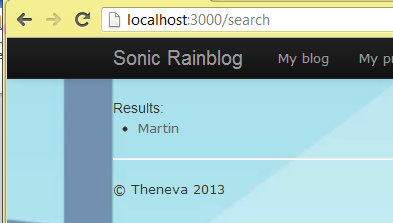 localhost:3000/search
Sonic Rainblog My blog My pr
Results:
• Martin
© Theneva 2013